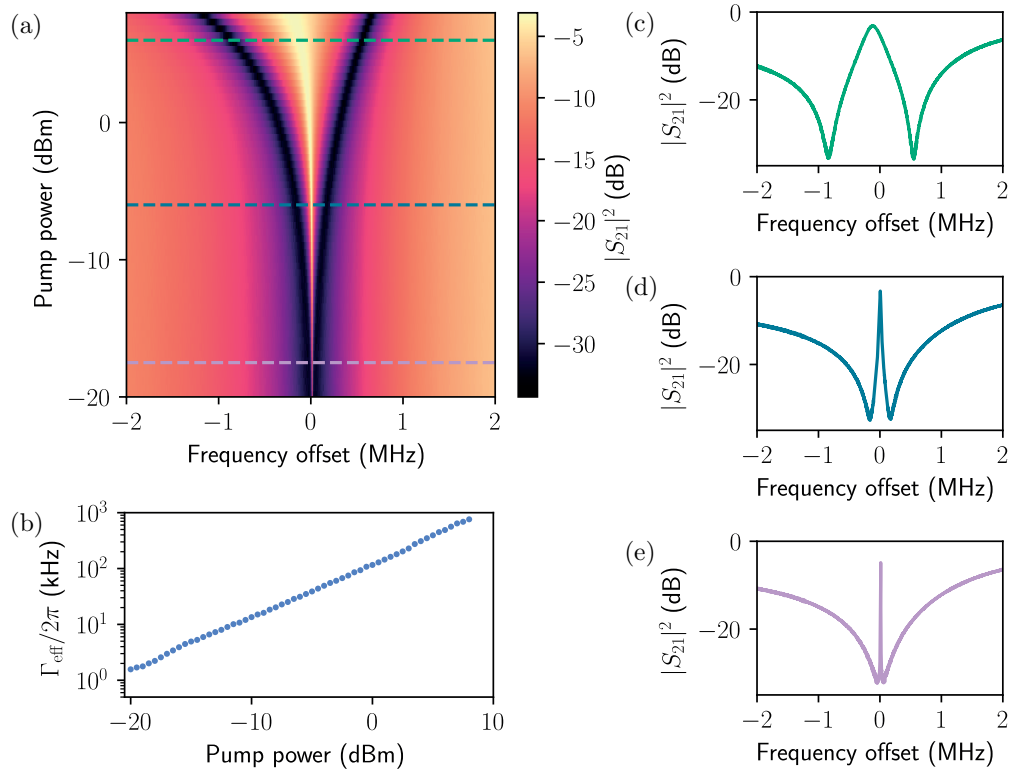 (a)
Pump power (dBm)
0
−10
−20
−2
−1
0
1
2
Frequency offset (MHz)
−5
−10
−15
−20
−25
−30
|S21|² (dB)
(b)
Γeff/2π (kHz)
10³
10²
10¹
10⁰
−20
−10
0
10
Pump power (dBm)
(c)
|S21|² (dB)
0
−20
−2
−1
0
1
2
Frequency offset (MHz)
(d)
|S21|² (dB)
0
−20
−2
−1
0
1
2
Frequency offset (MHz)
(e)
|S21|² (dB)
0
−20
−2
−1
0
1
2
Frequency offset (MHz)